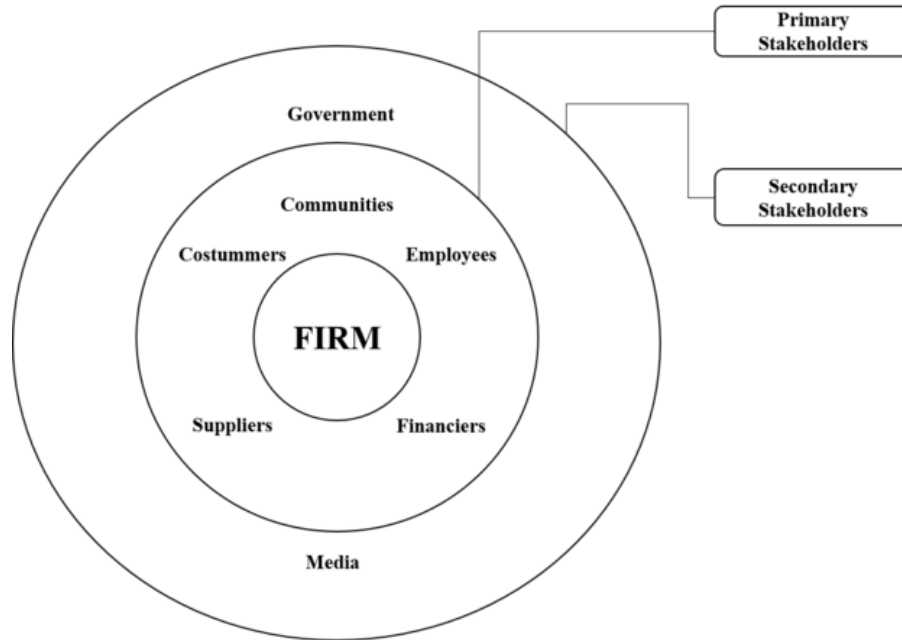 Primary
Stakeholders
Government
Secondary
Stakeholders
Communities
Costummers
Employees
FIRM
Suppliers
Financiers
Media